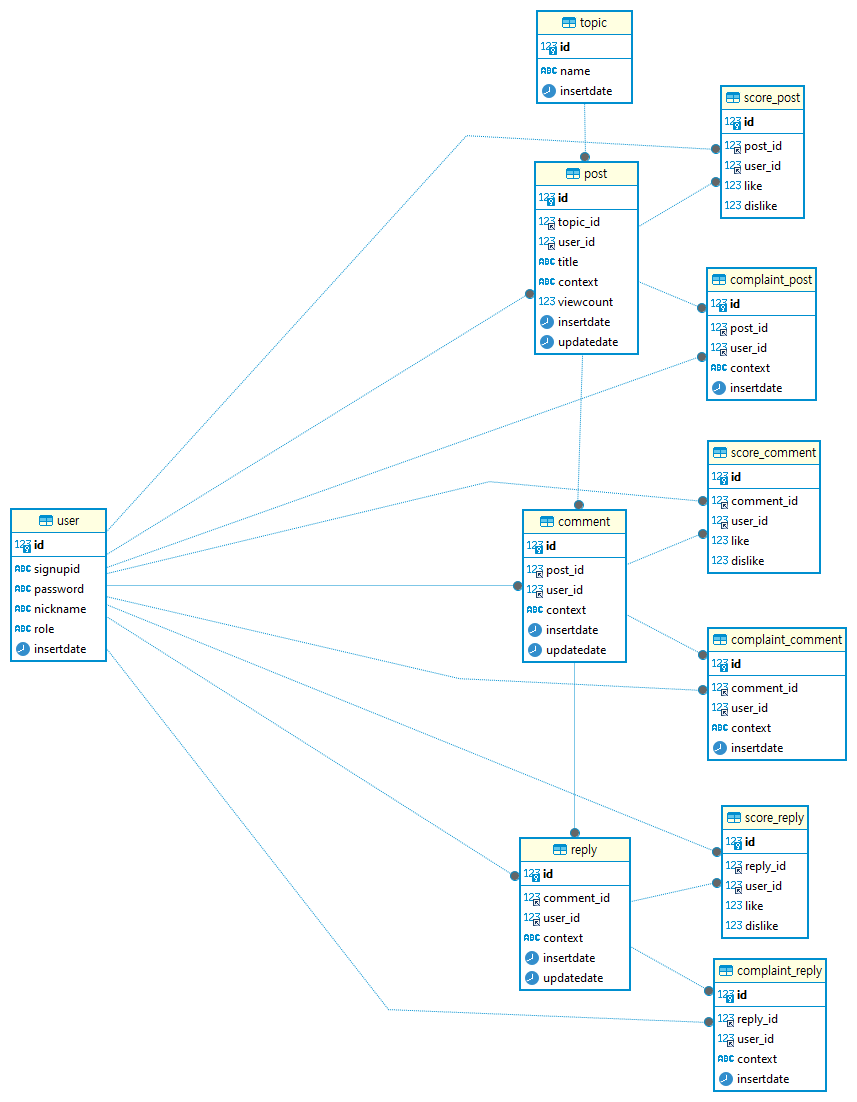 topic
123 id
ABC name
insertdate
score_post
123 id
123 post_id
123 user_id
123 like
123 dislike
post
123 id
123 topic_id
123 user_id
ABC title
ABC context
123 viewcount
insertdate
updatedate
complaint_post
123 id
123 post_id
123 user_id
ABC context
insertdate
score_comment
123 id
123 comment_id
123 user_id
123 like
123 dislike
user
123 id
ABC signupid
ABC password
ABC nickname
ABC role
insertdate
comment
123 id
123 post_id
123 user_id
ABC context
insertdate
updatedate
complaint_comment
123 id
123 comment_id
123 user_id
ABC context
insertdate
score_reply
123 id
123 reply_id
123 user_id
123 like
123 dislike
reply
123 id
123 comment_id
123 user_id
ABC context
insertdate
updatedate
complaint_reply
123 id
123 reply_id
123 user_id
ABC context
insertdate